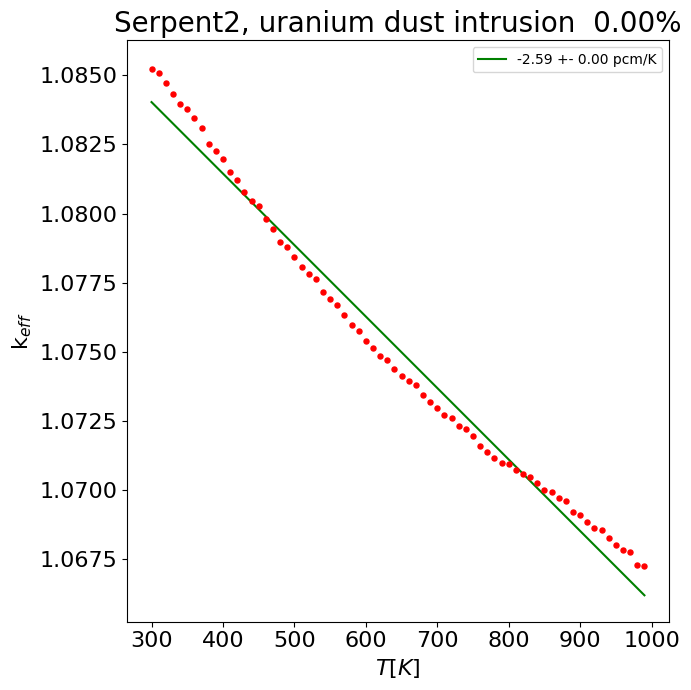 Serpent2, uranium dust intrusion  0.00%
-2.59 +- 0.00 pcm/K
1.0850
1.0825
1.0800
1.0775
1.0750
1.0725
1.0700
1.0675
k_eff
300 400 500 600 700 800 900 1000
T[K]